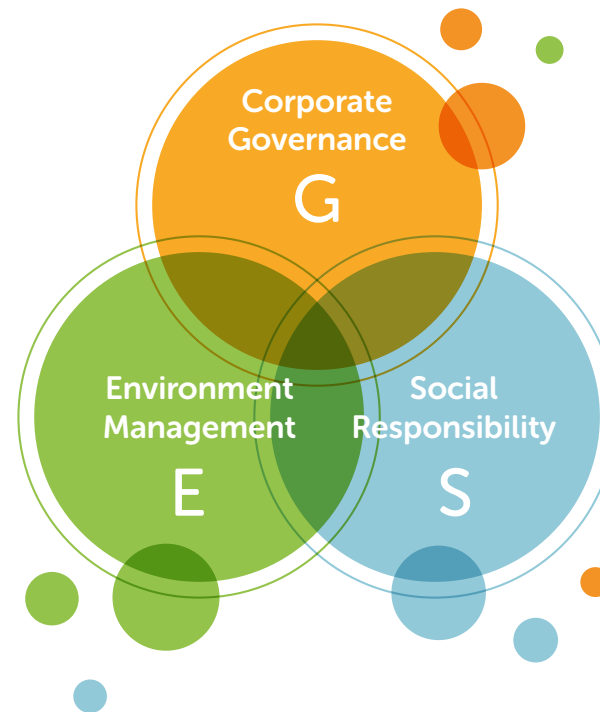 Corporate
Governance
G
Environment
Management
E
Social
Responsibility
S